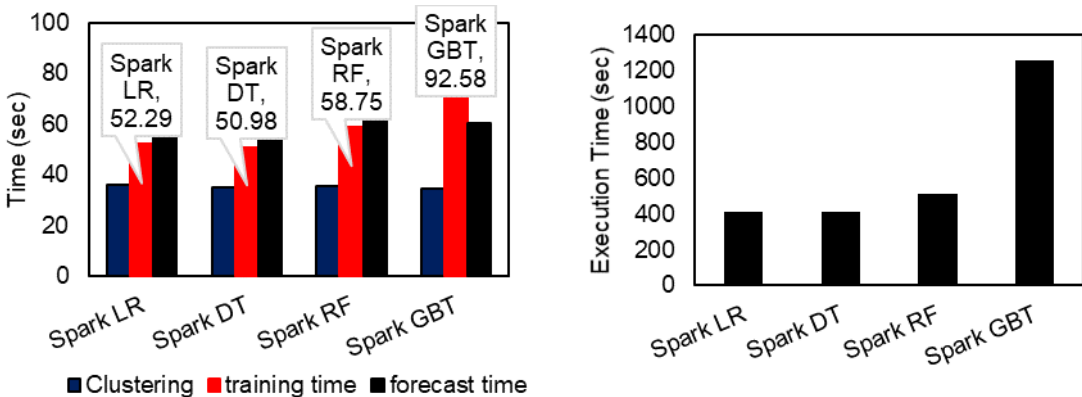 100
80
60
40
20
0
Time (sec)
Spark
LR,
52.29
Spark
DT,
50.98
Spark
RF,
58.75
Spark
GBT,
92.58
Spark LR
Spark DT
Spark RF
Spark GBT
Clustering training time forecast time
1400
1200
1000
800
600
400
200
0
Execution Time (sec)
Spark LR
Spark DT
Spark RF
Spark GBT